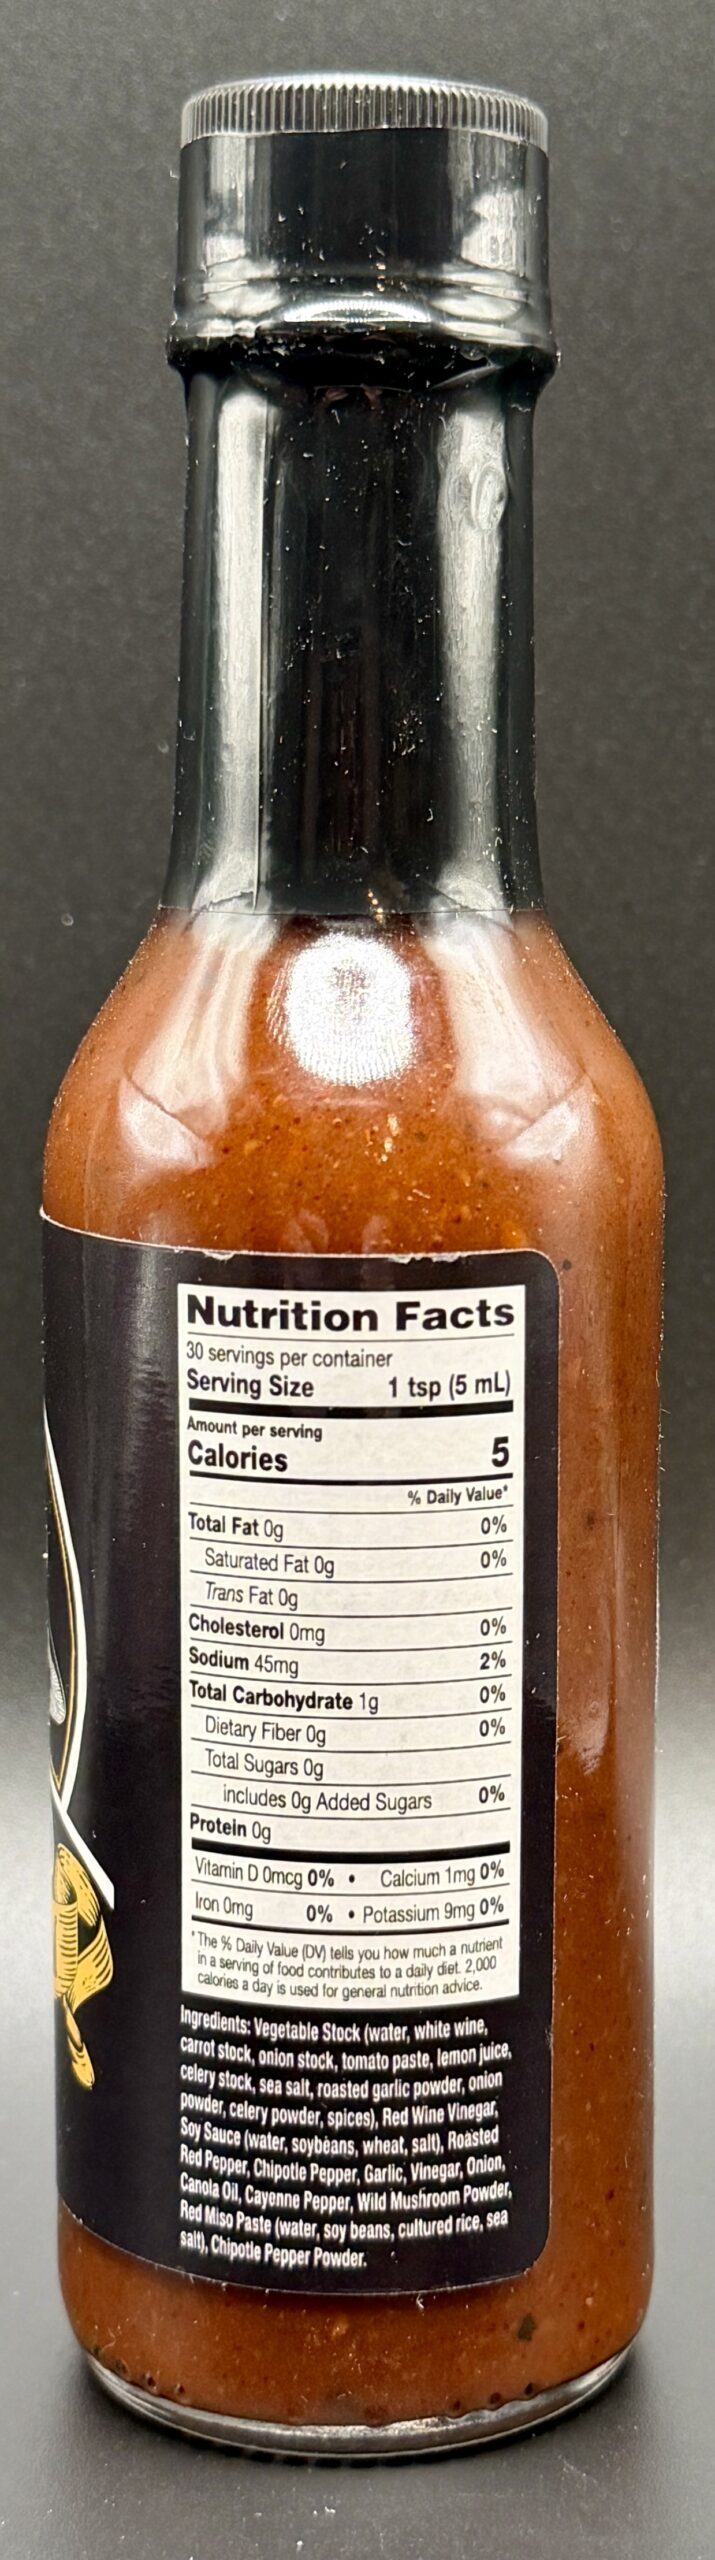 Nutrition Facts
30 servings per container
Serving Size 1 tsp (5 mL)
Amount per serving
Calories 5
% Daily Value*
Total Fat 0g 0%
Saturated Fat 0g 0%
Trans Fat 0g
Cholesterol 0mg 0%
Sodium 45mg 2%
Total Carbohydrate 1g 0%
Dietary Fiber 0g 0%
Total Sugars 0g
includes 0g Added Sugars 0%
Protein 0g
Vitamin D 0mcg 0% • Calcium 1mg 0%
Iron 0mg 0% • Potassium 9mg 0%
*The % Daily Value (DV) tells you how much a nutrient
in a serving of food contributes to a daily diet. 2,000
calories a day is used for general nutrition advice.
Ingredients: Vegetable Stock (water, white wine,
carrot stock, onion stock, tomato paste, lemon juice,
celery stock, sea salt, roasted garlic powder, onion
powder, celery powder, spices), Red Wine Vinegar,
Soy Sauce (water, soybeans, wheat, salt), Roasted
Red Pepper, Chipotle Pepper, Garlic, Vinegar, Onion,
Canola Oil, Cayenne Pepper, Wild Mushroom Powder,
Red Miso Paste (water, soy beans, cultured rice, sea
salt), Chipotle Pepper Powder.